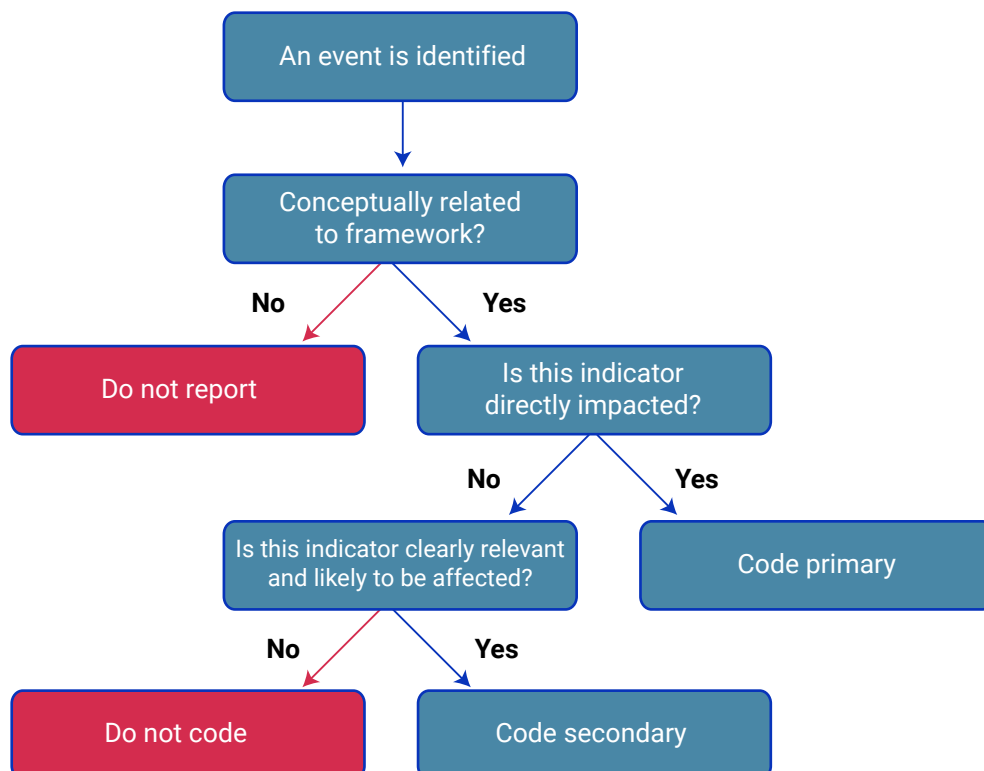 An event is identified
Conceptually related
to framework?
No
Yes
Do not report
Is this indicator
directly impacted?
No
Yes
Is this indicator clearly relevant
and likely to be affected?
Code primary
No
Yes
Do not code
Code secondary